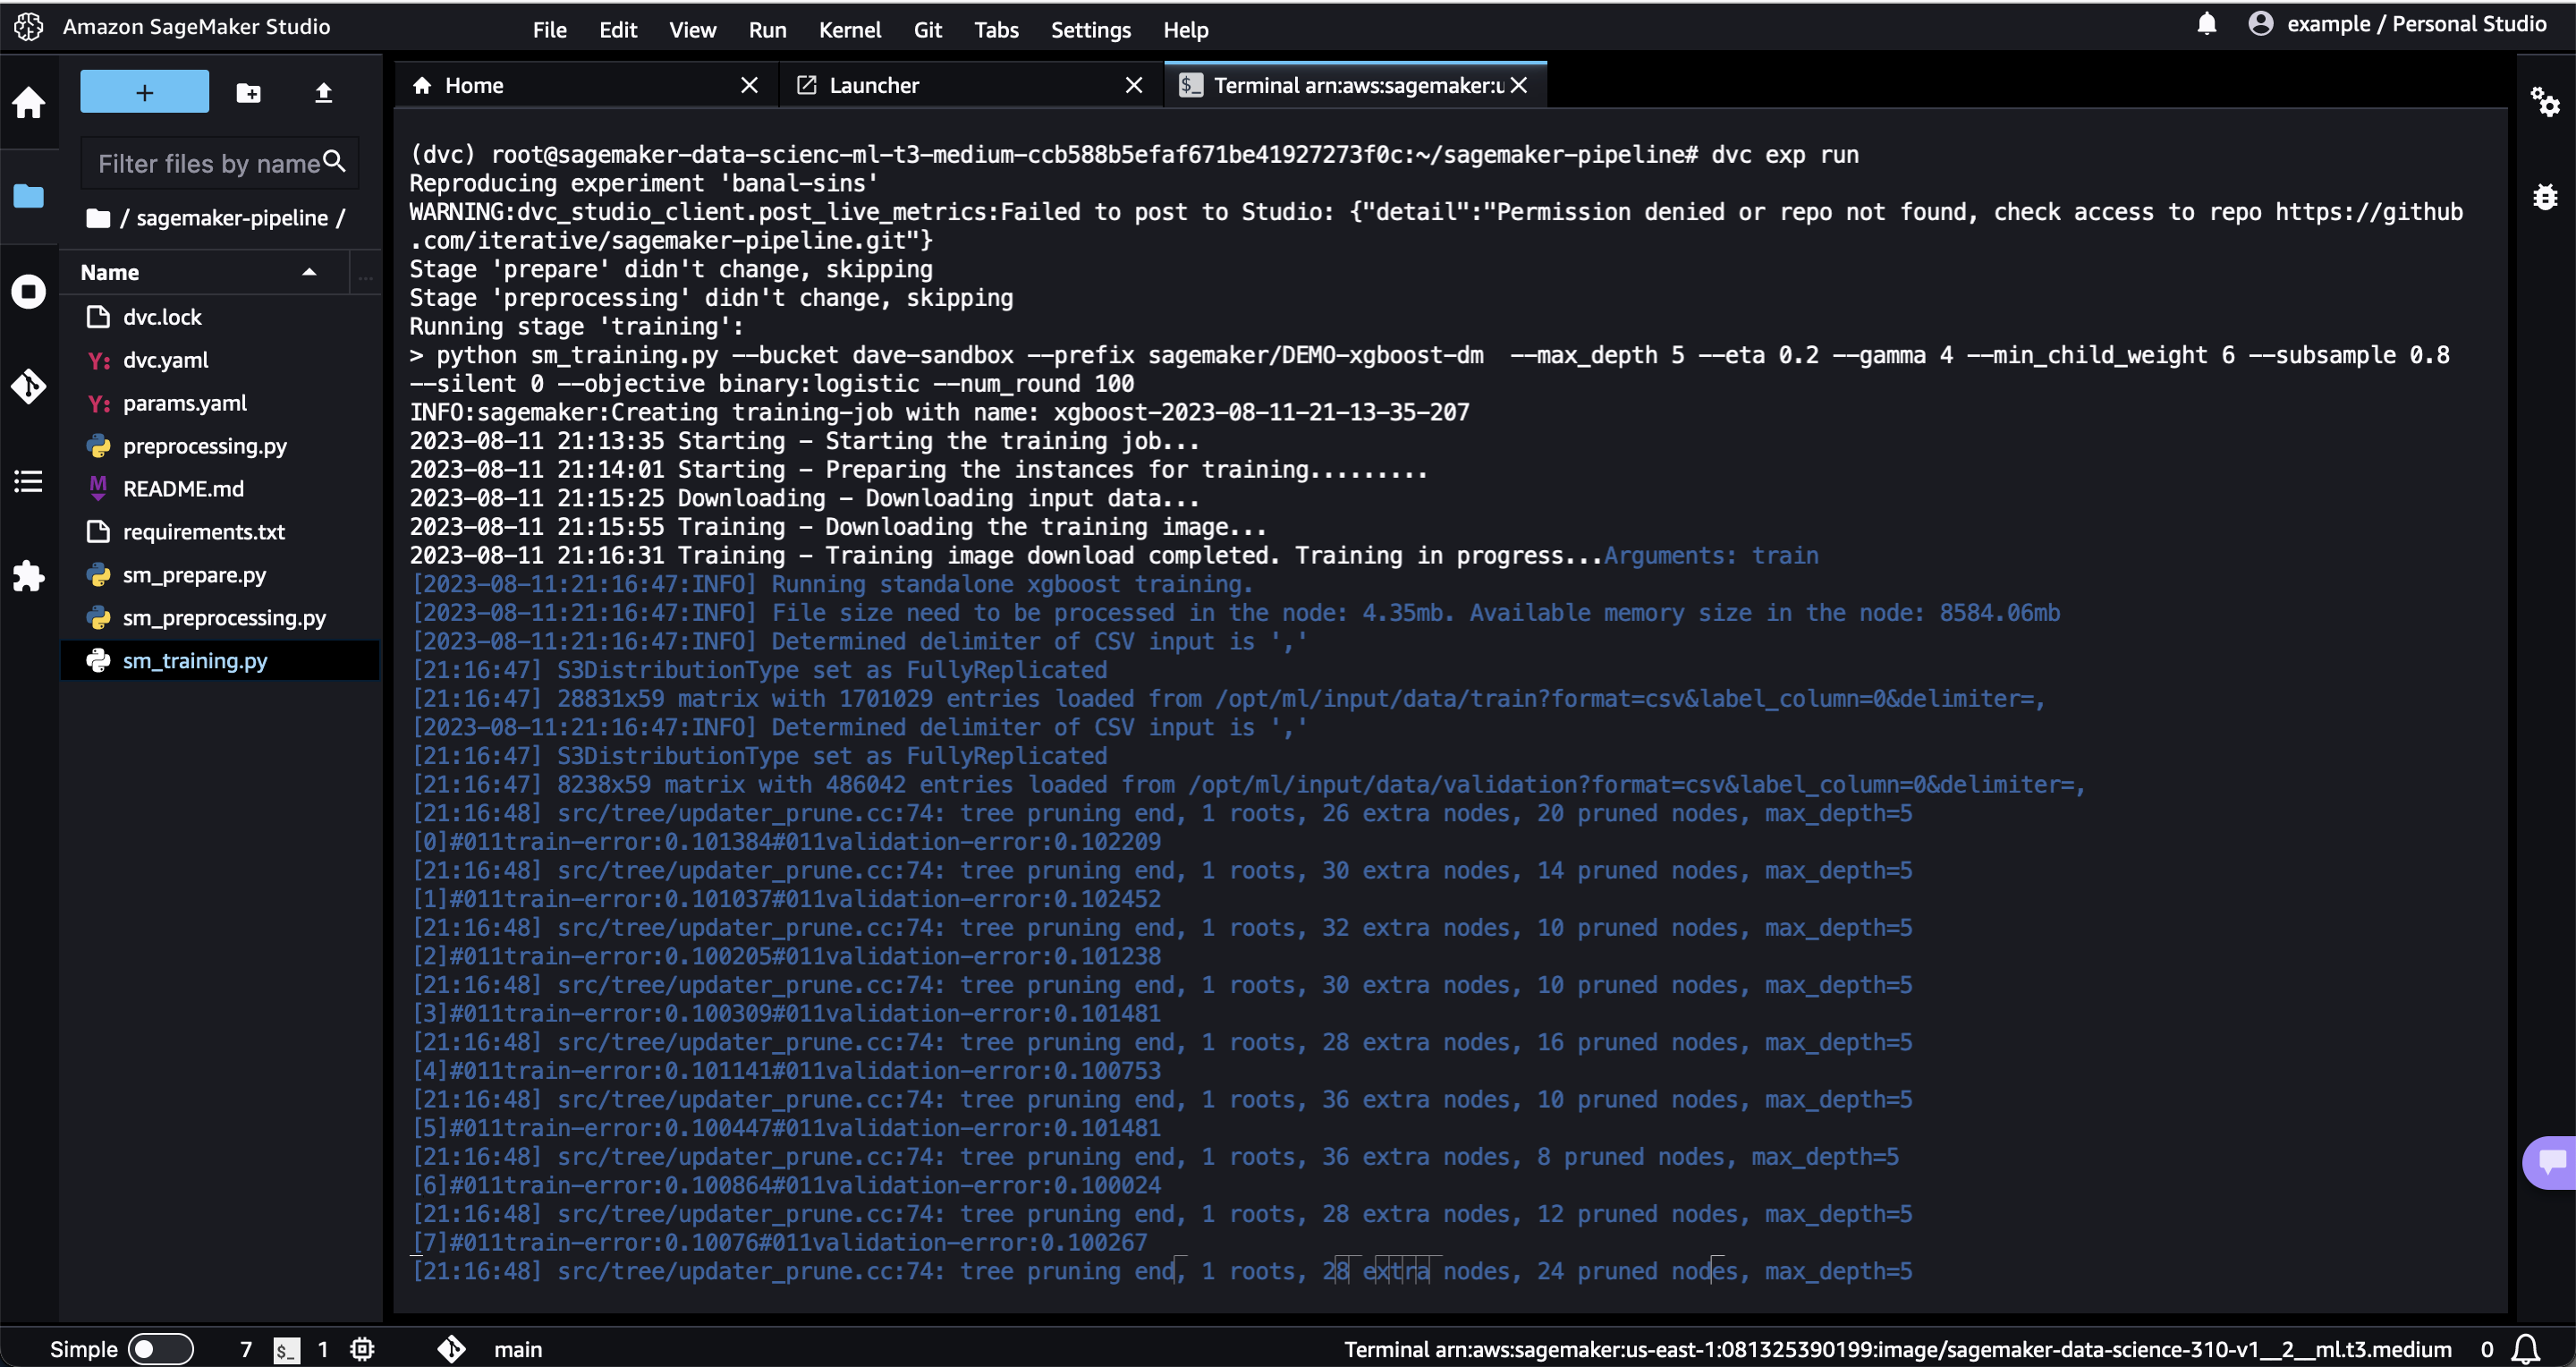 Amazon SageMaker Studio
File Edit View Run Kernel Git Tabs Settings Help
example / Personal Studio
+
Filter files by name
/ sagemaker-pipeline /
Name
...
dvc.lock
dvc.yaml
params.yaml
preprocessing.py
README.md
requirements.txt
sm_prepare.py
sm_preprocessing.py
sm_training.py
Home
Launcher
$_ Terminal arn:aws:sagemaker:u
(dvc) root@sagemaker-data-scienc-ml-t3-medium-ccb588b5efaf671be41927273f0c:~/sagemaker-pipeline# dvc exp run
Reproducing experiment 'banal-sins'
WARNING:dvc_studio_client.post_live_metrics:Failed to post to Studio: {"detail":"Permission denied or repo not found, check access to repo https://github
.com/iterative/sagemaker-pipeline.git"}
Stage 'prepare' didn't change, skipping
Stage 'preprocessing' didn't change, skipping
Running stage 'training':
> python sm_training.py --bucket dave-sandbox --prefix sagemaker/DEMO-xgboost-dm  --max_depth 5 --eta 0.2 --gamma 4 --min_child_weight 6 --subsample 0.8
--silent 0 --objective binary:logistic --num_round 100
INFO:sagemaker:Creating training-job with name: xgboost-2023-08-11-21-13-35-207
2023-08-11 21:13:35 Starting - Starting the training job...
2023-08-11 21:14:01 Starting - Preparing the instances for training.........
2023-08-11 21:15:25 Downloading - Downloading input data...
2023-08-11 21:15:55 Training - Downloading the training image...
2023-08-11 21:16:31 Training - Training image download completed. Training in progress...Arguments: train
[2023-08-11:21:16:47:INFO] Running standalone xgboost training.
[2023-08-11:21:16:47:INFO] File size need to be processed in the node: 4.35mb. Available memory size in the node: 8584.06mb
[2023-08-11:21:16:47:INFO] Determined delimiter of CSV input is ','
[21:16:47] S3DistributionType set as FullyReplicated
[21:16:47] 28831x59 matrix with 1701029 entries loaded from /opt/ml/input/data/train?format=csv&label_column=0&delimiter=,
[2023-08-11:21:16:47:INFO] Determined delimiter of CSV input is ','
[21:16:47] S3DistributionType set as FullyReplicated
[21:16:47] 8238x59 matrix with 486042 entries loaded from /opt/ml/input/data/validation?format=csv&label_column=0&delimiter=,
[21:16:48] src/tree/updater_prune.cc:74: tree pruning end, 1 roots, 26 extra nodes, 20 pruned nodes, max_depth=5
[0]#011train-error:0.101384#011validation-error:0.102209
[21:16:48] src/tree/updater_prune.cc:74: tree pruning end, 1 roots, 30 extra nodes, 14 pruned nodes, max_depth=5
[1]#011train-error:0.101037#011validation-error:0.102452
[21:16:48] src/tree/updater_prune.cc:74: tree pruning end, 1 roots, 32 extra nodes, 10 pruned nodes, max_depth=5
[2]#011train-error:0.100205#011validation-error:0.101238
[21:16:48] src/tree/updater_prune.cc:74: tree pruning end, 1 roots, 30 extra nodes, 10 pruned nodes, max_depth=5
[3]#011train-error:0.100309#011validation-error:0.101481
[21:16:48] src/tree/updater_prune.cc:74: tree pruning end, 1 roots, 28 extra nodes, 16 pruned nodes, max_depth=5
[4]#011train-error:0.101141#011validation-error:0.100753
[21:16:48] src/tree/updater_prune.cc:74: tree pruning end, 1 roots, 36 extra nodes, 10 pruned nodes, max_depth=5
[5]#011train-error:0.100447#011validation-error:0.101481
[21:16:48] src/tree/updater_prune.cc:74: tree pruning end, 1 roots, 36 extra nodes, 8 pruned nodes, max_depth=5
[6]#011train-error:0.100864#011validation-error:0.100024
[21:16:48] src/tree/updater_prune.cc:74: tree pruning end, 1 roots, 28 extra nodes, 12 pruned nodes, max_depth=5
[7]#011train-error:0.10076#011validation-error:0.100267
[21:16:48] src/tree/updater_prune.cc:74: tree pruning end, 1 roots, 28 extra nodes, 24 pruned nodes, max_depth=5
Simple 7 $_ 1 main Terminal arn:aws:sagemaker:us-east-1:081325390199:image/sagemaker-data-science-310-v1__2__ml.t3.medium 0